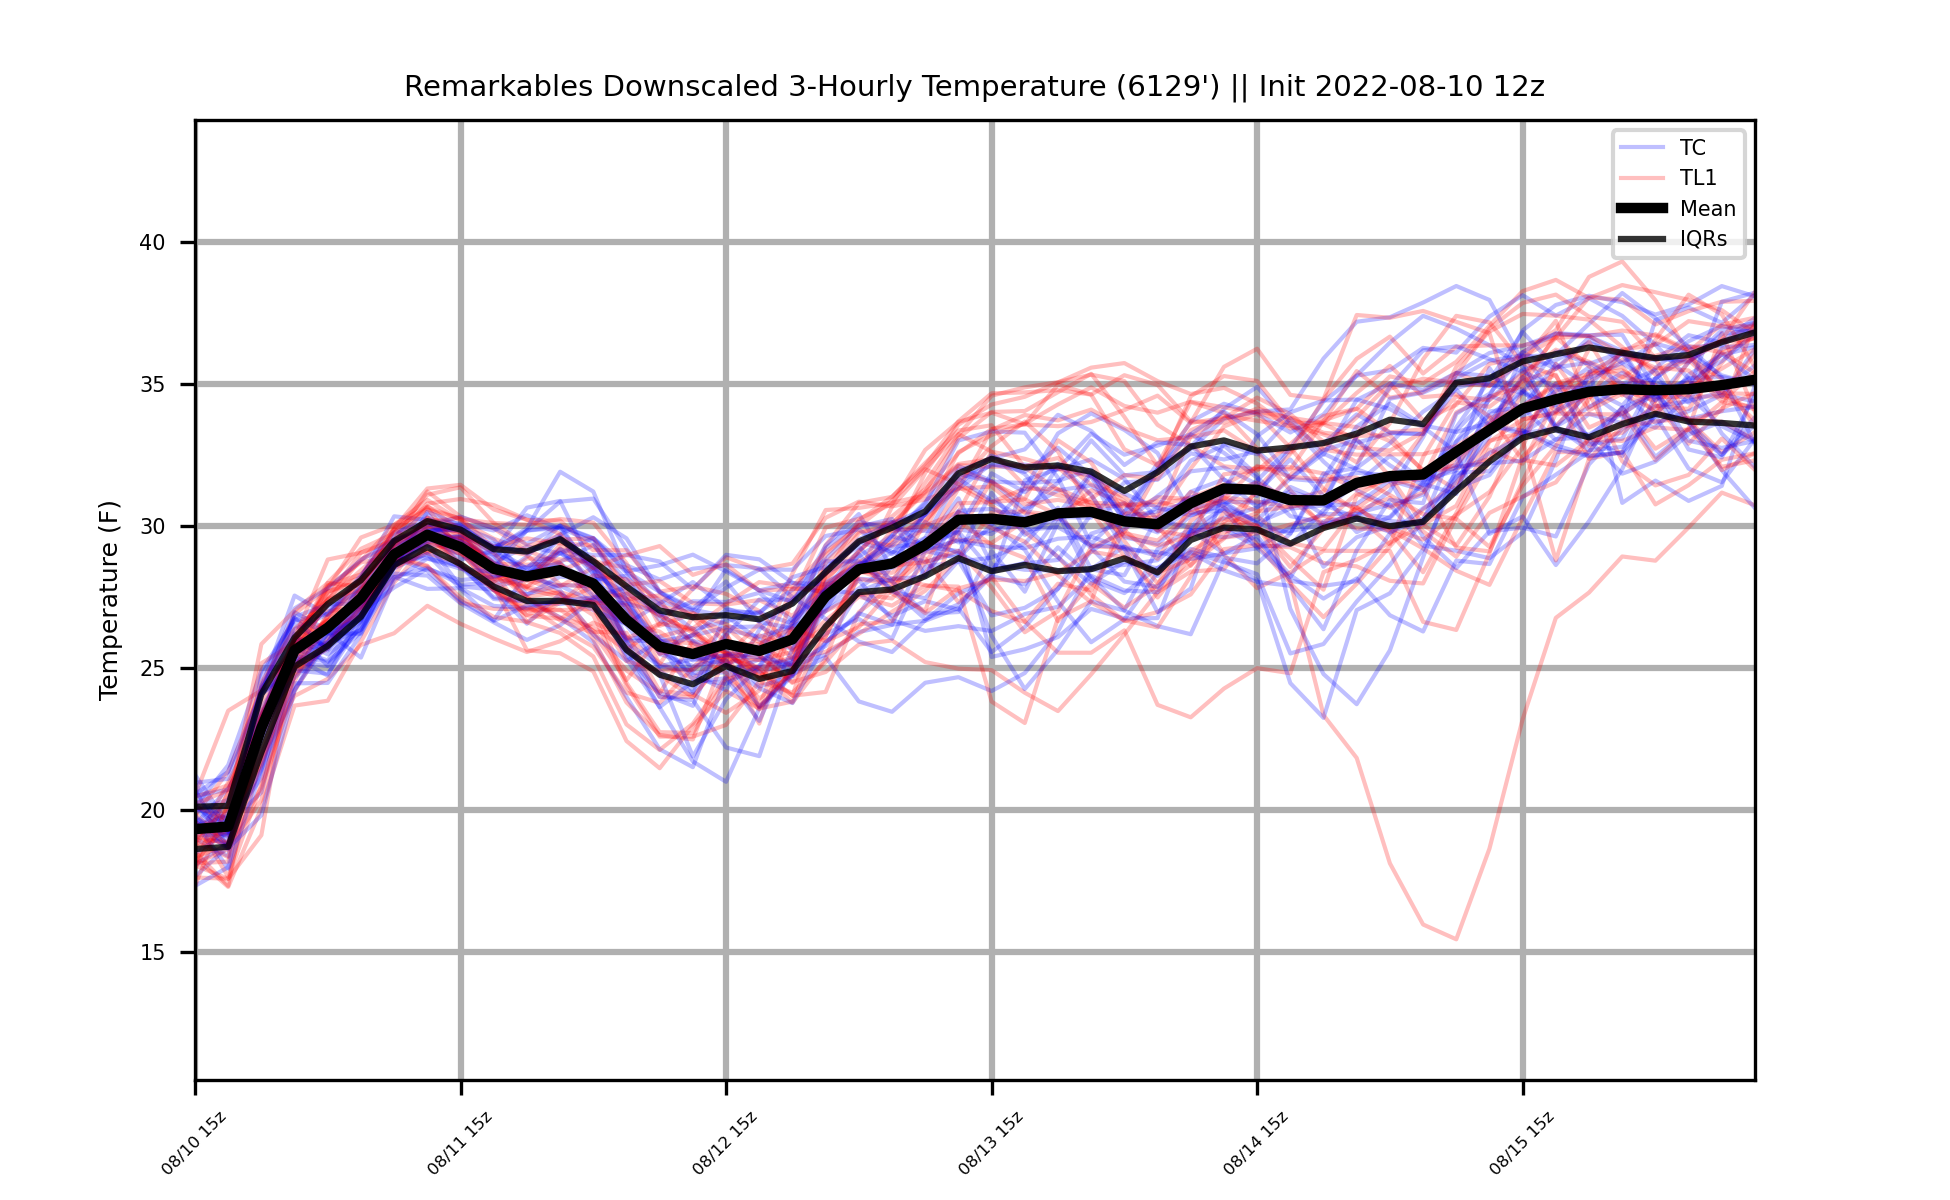 Remarkables Downscaled 3-Hourly Temperature (6129') || Init 2022-08-10 12z
TC
TL1
Mean
IQRs
Temperature (F)
40
35
30
25
20
15
08/10 15z
08/11 15z
08/12 15z
08/13 15z
08/14 15z
08/15 15z